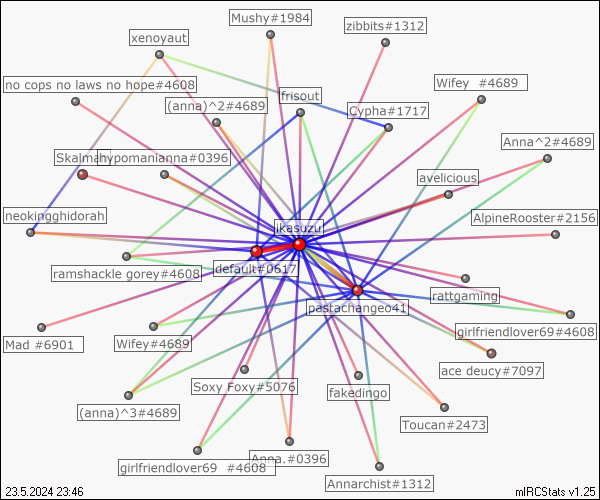 Mushy#1984
zibbits#1312
xenoyaut
no cops no laws no hope#4608
Wifey  #4689
(anna)^2#4689
frisout
Cypha#1717
Anna^2#4689
hypomanianna#0396
avelicious
neokingghidorah
AlpineRooster#2156
jkasuzu
default#0617
ramshackle gorey#4608
rattgaming
pastachangeo41
girlfriendlover69#4608
Mad #6901
Wifey#4689
ace deucy#7097
Soxy Foxy#5076
fakedingo
(anna)^3#4689
Toucan#2473
Anna.#0396
girlfriendlover69  #4608
Annarchist#1312
23.5.2024 23:46
mIRCStats v1.25